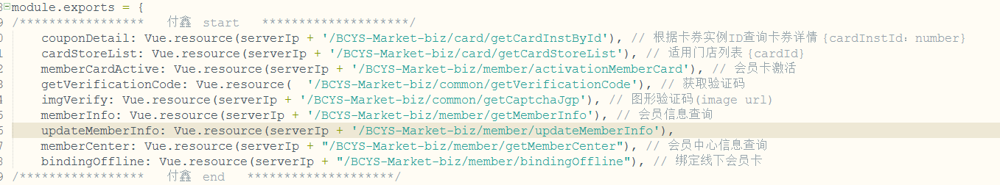 module.exports = {
/***************** 付鑫 start ********************/
couponDetail: Vue.resource(serverIp + '/BCYS-Market-biz/card/getCardInstById'), // 根据卡券实例ID查询卡券详情 {cardInstId：number}
cardStoreList: Vue.resource(serverIp + '/BCYS-Market-biz/card/getCardStoreList'), // 适用门店列表 {cardId}
memberCardActive: Vue.resource(serverIp + '/BCYS-Market-biz/member/activationMemberCard'), // 会员卡激活
getVerificationCode: Vue.resource( '/BCYS-Market-biz/common/getVerificationCode'), // 获取验证码
imgVerify: Vue.resource(serverIp + '/BCYS-Market-biz/common/getCaptchaJgp'), // 图形验证码(image url)
memberInfo: Vue.resource(serverIp + '/BCYS-Market-biz/member/getMemberInfo'), // 会员信息查询
updateMemberInfo: Vue.resource(serverIp + '/BCYS-Market-biz/member/updateMemberInfo'),
memberCenter: Vue.resource(serverIp + "/BCYS-Market-biz/member/getMemberCenter"), // 会员中心信息查询
bindingOffline: Vue.resource(serverIp + "/BCYS-Market-biz/member/bindingOffline"), // 绑定线下会员卡
/***************** 付鑫 end ********************/